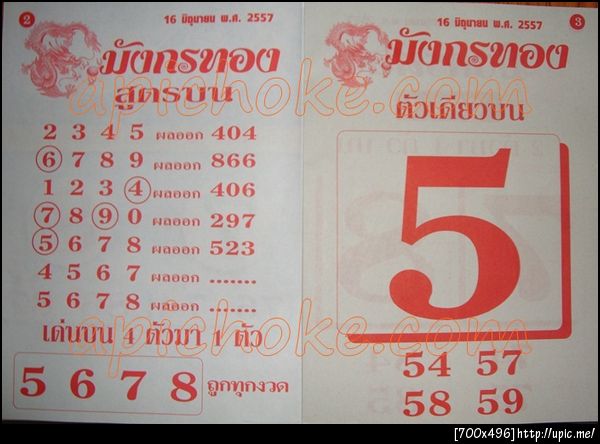 2
16 มิถุนายน พ.ศ. 2557
มังกรทอง
สูตรบน
2 3 4 5 ผลออก 404
6 7 8 9 ผลออก 866
1 2 3 4 ผลออก 406
7 8 9 0 ผลออก 297
5 6 7 8 ผลออก 523
4 5 6 7 ผลออก .......
5 6 7 8 ผลออก .......
เด่นบน 4 ตัวมา 1 ตัว
5 6 7 8 ถูกทุกงวด
16 มิถุนายน พ.ศ. 2557
3
มังกรทอง
ตัวเดียวบน
5
54 57
58 59
apichoke.com
apichoke.com
[700x496]http://upic.me/